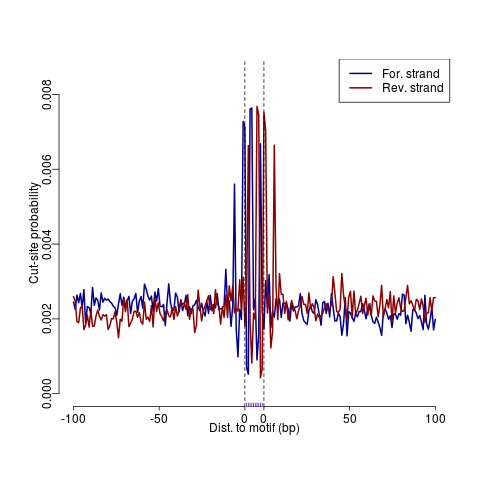 For. strand
Rev. strand
Cut-site probability
0.000 0.002 0.004 0.006 0.008
-100 -50 0 0 50 100
Dist. to motif (bp)